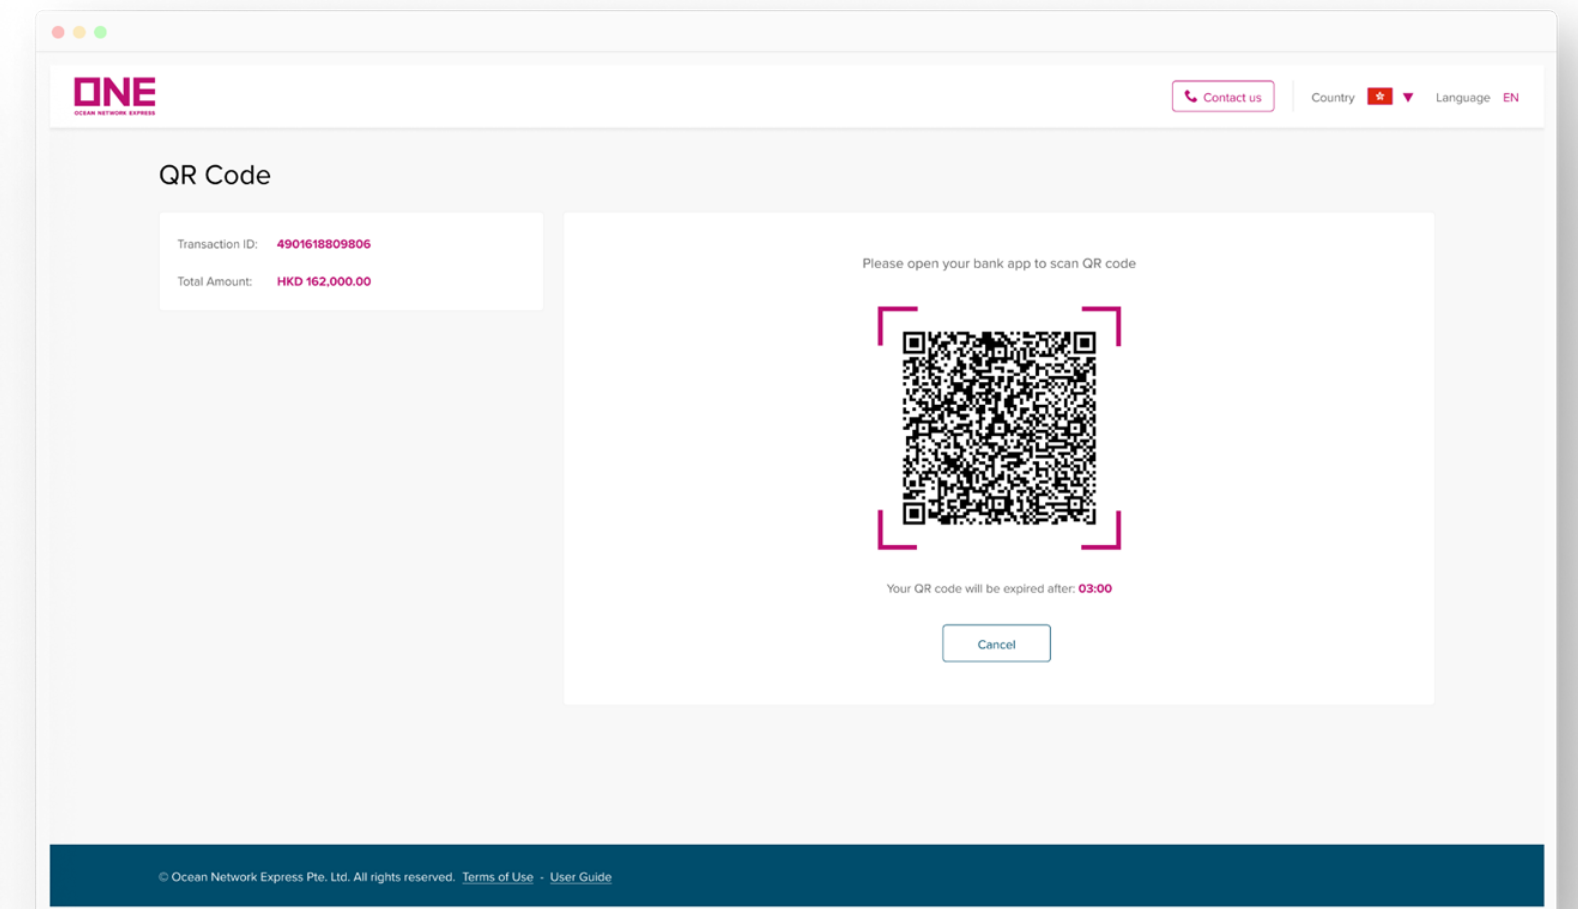 ONE
OCEAN NETWORK EXPRESS
Contact us
Country
Language EN
QR Code
Transaction ID: 4901618809806
Total Amount: HKD 162,000.00
Please open your bank app to scan QR code
Your QR code will be expired after: 03:00
Cancel
© Ocean Network Express Pte. Ltd. All rights reserved. Terms of Use - User Guide